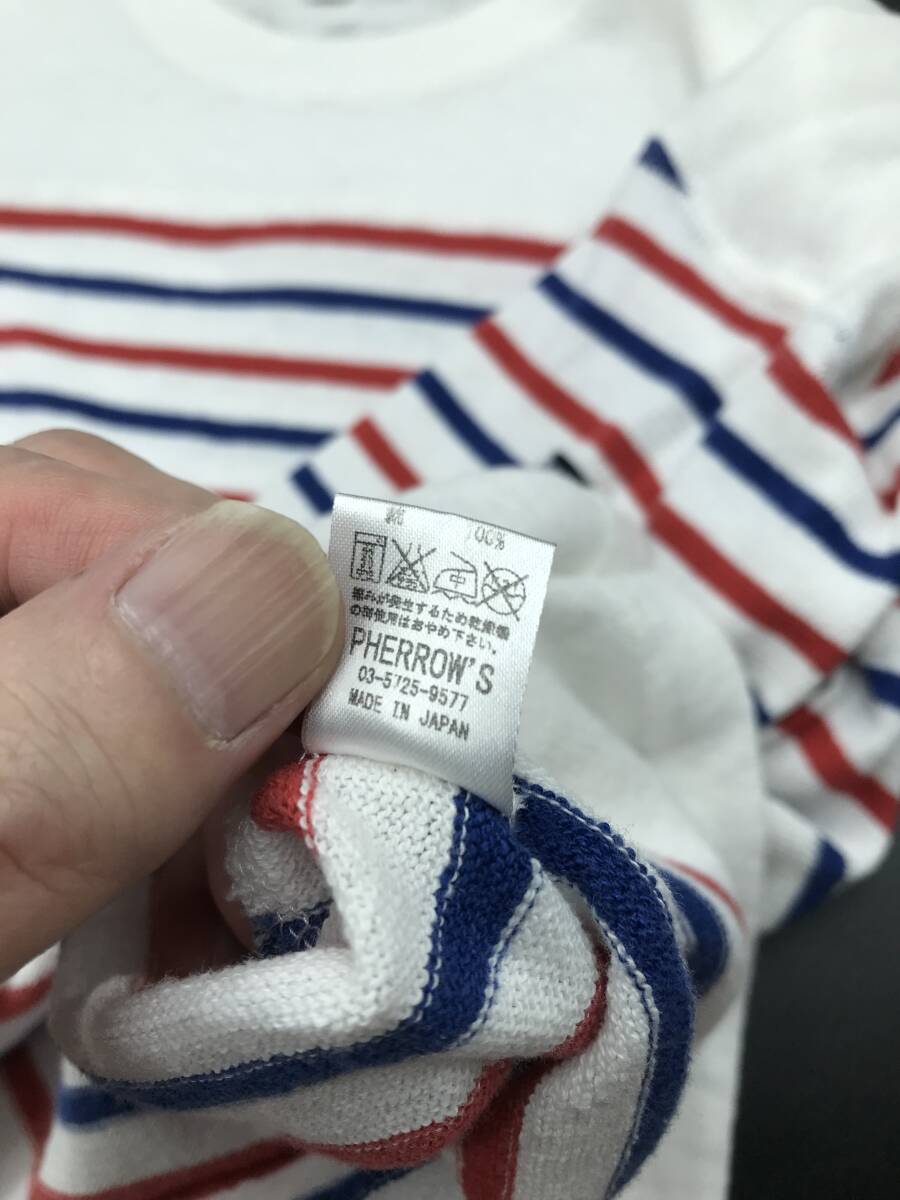 綿 100%
中
縮みが発生するため乾燥機
の御使用はおやめ下さい。
PHERROW'S
03-5725-9577
MADE IN JAPAN